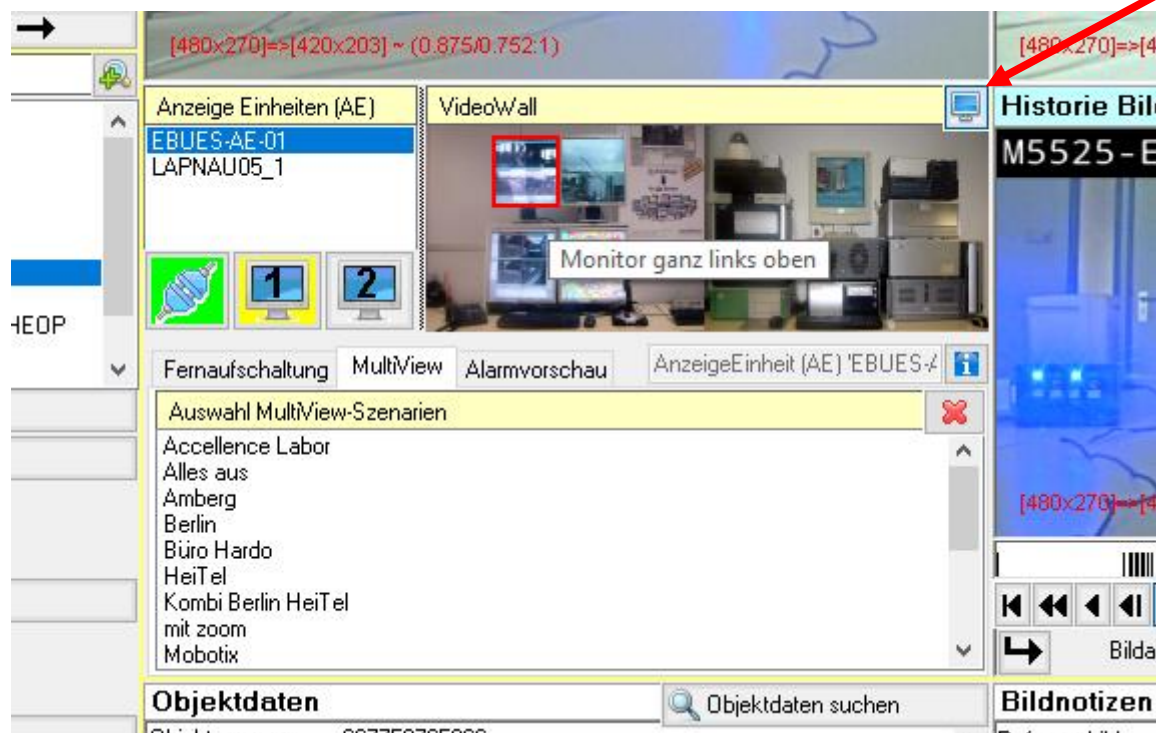 [480x270]=>[420x203] ~ (0.875/0.752:1)
[480x270]=>[4
Anzeige Einheiten (AE)
VideoWall
Historie Bil
EBUES-AE-01
LAPNAU05_1
M5525-E
Monitor ganz links oben
1
2
HEOP
Fernaufschaltung
MultiView
Alarmvorschau
AnzeigeEinheit (AE) 'EBUES-A
Auswahl MultiView-Szenarien
Accellence Labor
Alles aus
Amberg
Berlin
Büro Hardo
HeiTel
Kombi Berlin HeiTel
mit zoom
Mobotix
[480x270]=>[4
Bilda
Objektdaten
Objektdaten suchen
Bildnotizen